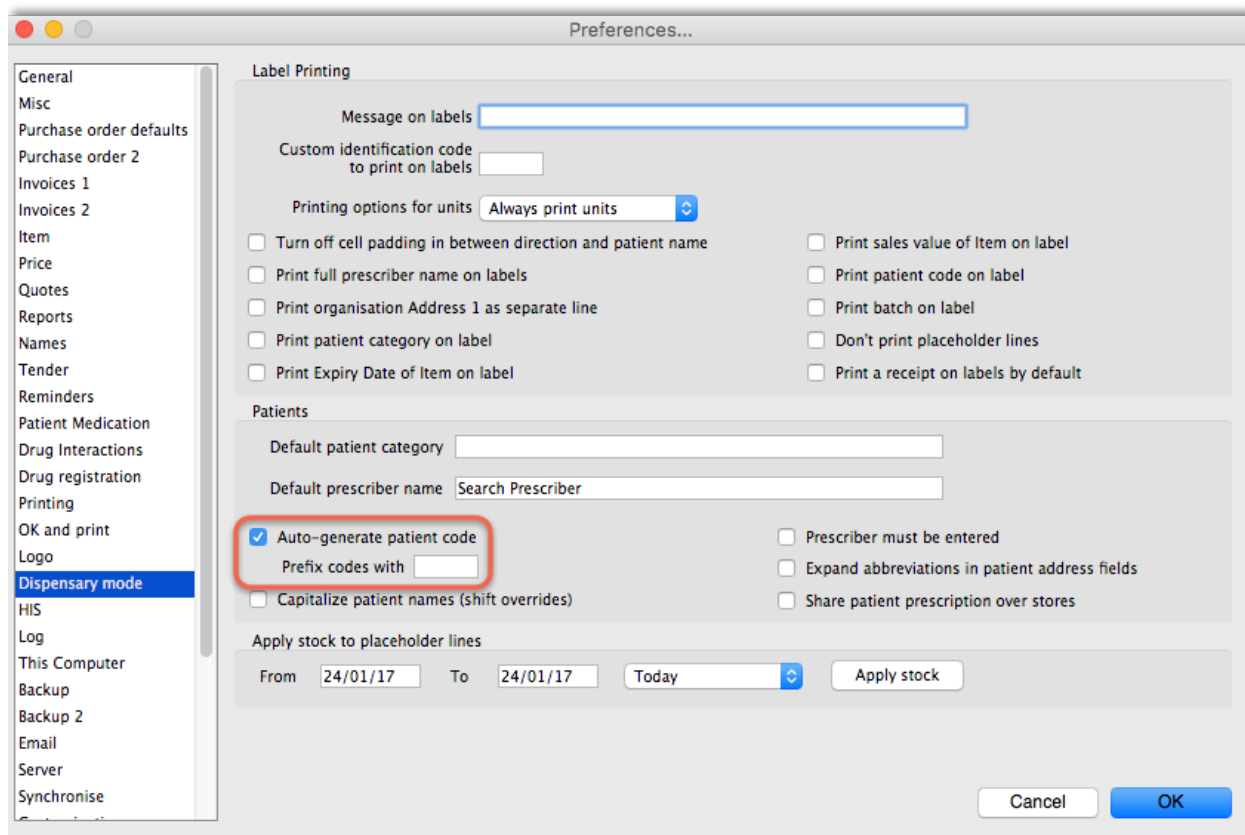 Preferences...
General
Misc
Purchase order defaults
Purchase order 2
Invoices 1
Invoices 2
Item
Price
Quotes
Reports
Names
Tender
Reminders
Patient Medication
Drug Interactions
Drug registration
Printing
OK and print
Logo
Dispensary mode
HIS
Log
This Computer
Backup
Backup 2
Email
Server
Synchronise
Label Printing
Message on labels
Custom identification code
to print on labels
Printing options for units Always print units
Turn off cell padding in between direction and patient name
Print full prescriber name on labels
Print organisation Address 1 as separate line
Print patient category on label
Print Expiry Date of Item on label
Print sales value of Item on label
Print patient code on label
Print batch on label
Don't print placeholder lines
Print a receipt on labels by default
Patients
Default patient category
Default prescriber name Search Prescriber
Auto-generate patient code
Prefix codes with
Capitalize patient names (shift overrides)
Prescriber must be entered
Expand abbreviations in patient address fields
Share patient prescription over stores
Apply stock to placeholder lines
From 24/01/17 To 24/01/17 Today Apply stock
Cancel OK